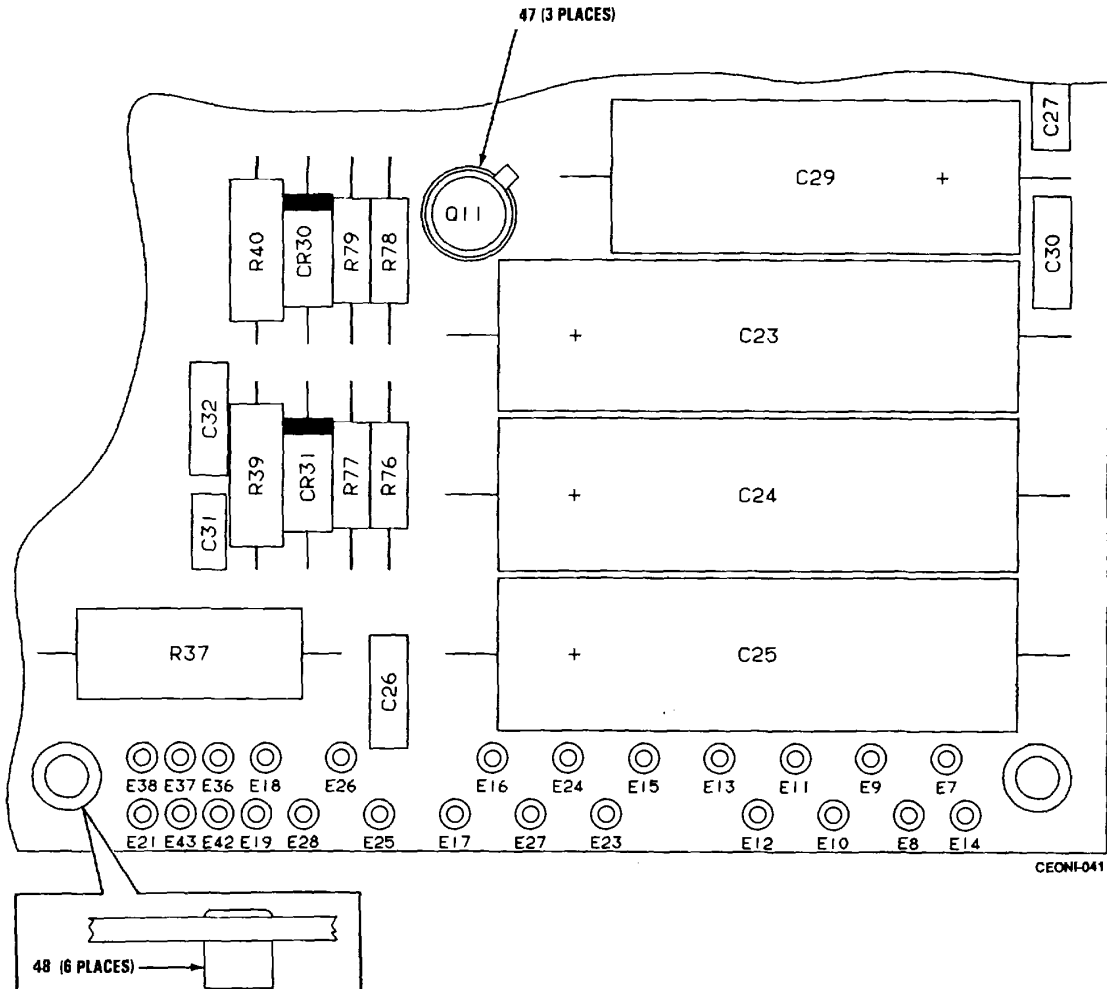 47 (3 PLACES)
C27
C29 +
R40
CR30
R79
R78
Q11
C30
+ C23
C32
R39
CR31
R77
R76
C31
+ C24
R37
C26
+ C25
E38 E37 E36 E18 E26 E16 E24 E15 E13 E11 E9 E7
E21 E43 E42 E19 E28 E25 E17 E27 E23 E12 E10 E8 E14
CEONI-041
48 (6 PLACES)